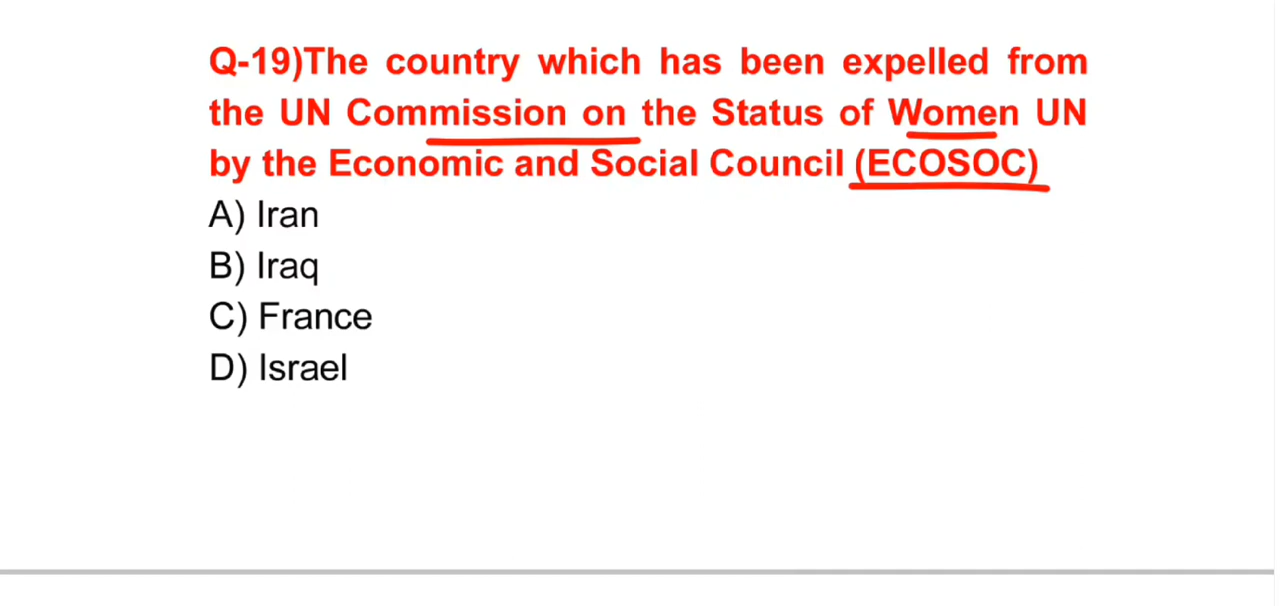 Q-19)The country which has been expelled from
the UN Commission on the Status of Women UN
by the Economic and Social Council (ECOSOC)
A) Iran
B) Iraq
C) France
D) Israel